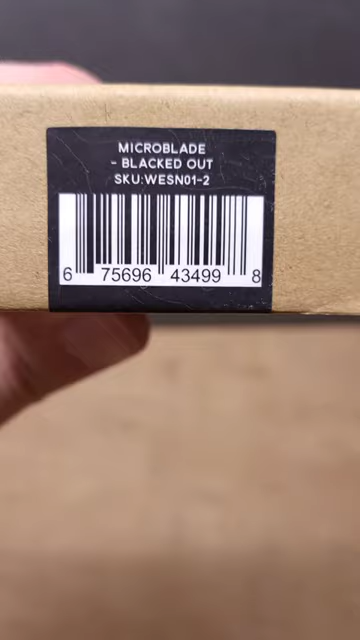 MICROBLADE
- BLACKED OUT
SKU:WESN01-2
6 75696 43499 8